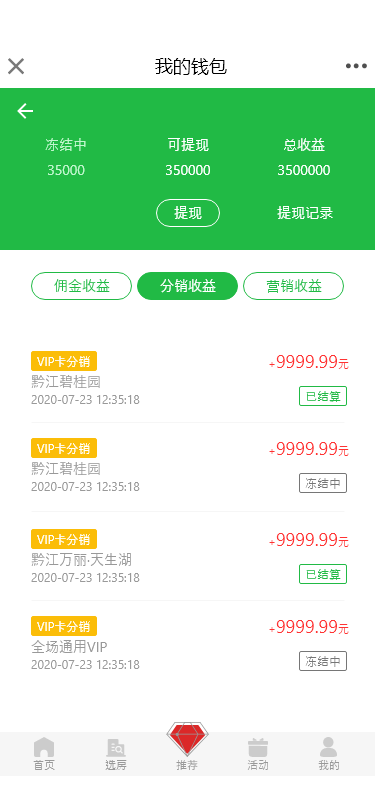 我的钱包
冻结中 可提现 总收益
35000 350000 3500000
提现 提现记录
佣金收益 分销收益 营销收益
VIP卡分销 +9999.99元
黔江碧桂园
2020-07-23 12:35:18 已结算
VIP卡分销 +9999.99元
黔江碧桂园
2020-07-23 12:35:18 冻结中
VIP卡分销 +9999.99元
黔江万丽·天生湖
2020-07-23 12:35:18 已结算
VIP卡分销 +9999.99元
全场通用VIP
2020-07-23 12:35:18 冻结中
首页 选房 推荐 活动 我的